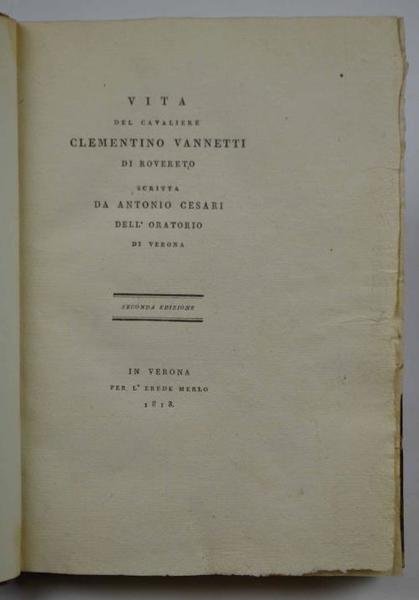 VITA
DEL CAVALIERE
CLEMENTINO VANNETTI
DI ROVERETO
SCRITTA
DA ANTONIO CESARI
DELL' ORATORIO
DI VERONA
SECONDA EDIZIONE
IN VERONA
PER L' EREDE MERLO
1818.